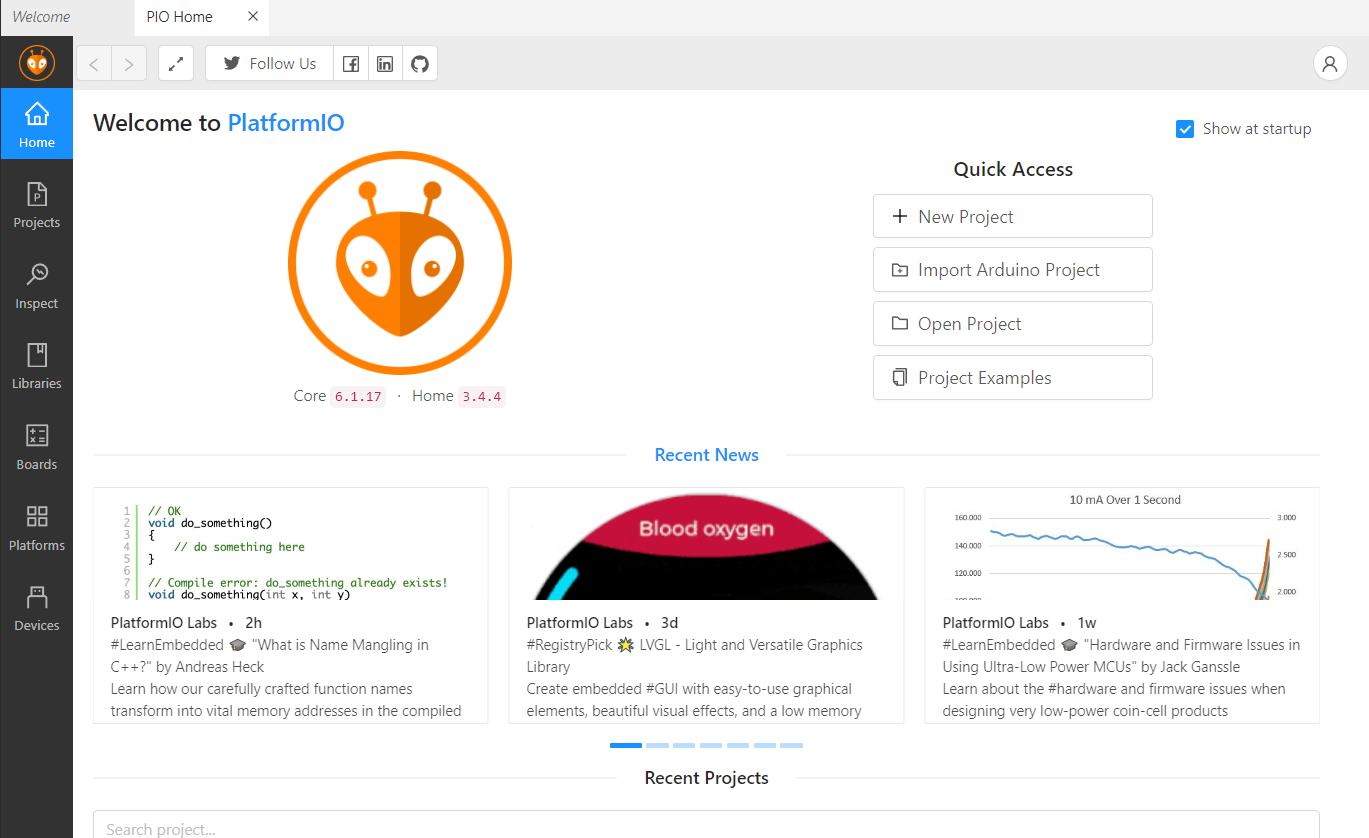 Welcome
PIO Home
Follow Us
Home
Projects
Inspect
Libraries
Boards
Platforms
Devices
Welcome to PlatformIO
Show at startup
Core 6.1.17 · Home 3.4.4
Quick Access
New Project
Import Arduino Project
Open Project
Project Examples
Recent News
1 // OK
2 void do_something()
3 {
4 // do something here
5 }
6
7 // Compile error: do_something already exists!
8 void do_something(int x, int y)
PlatformIO Labs • 2h
#LearnEmbedded 🎓 "What is Name Mangling in
C++?" by Andreas Heck
Learn how our carefully crafted function names
transform into vital memory addresses in the compiled
Blood oxygen
PlatformIO Labs • 3d
#RegistryPick 🌟 LVGL - Light and Versatile Graphics
Library
Create embedded #GUI with easy-to-use graphical
elements, beautiful visual effects, and a low memory
10 mA Over 1 Second
160.000 3.000
140.000 2.500
120.000 2.000
PlatformIO Labs • 1w
#LearnEmbedded 🎓 "Hardware and Firmware Issues in
Using Ultra-Low Power MCUs" by Jack Ganssle
Learn about the #hardware and firmware issues when
designing very low-power coin-cell products
Recent Projects
Search project...